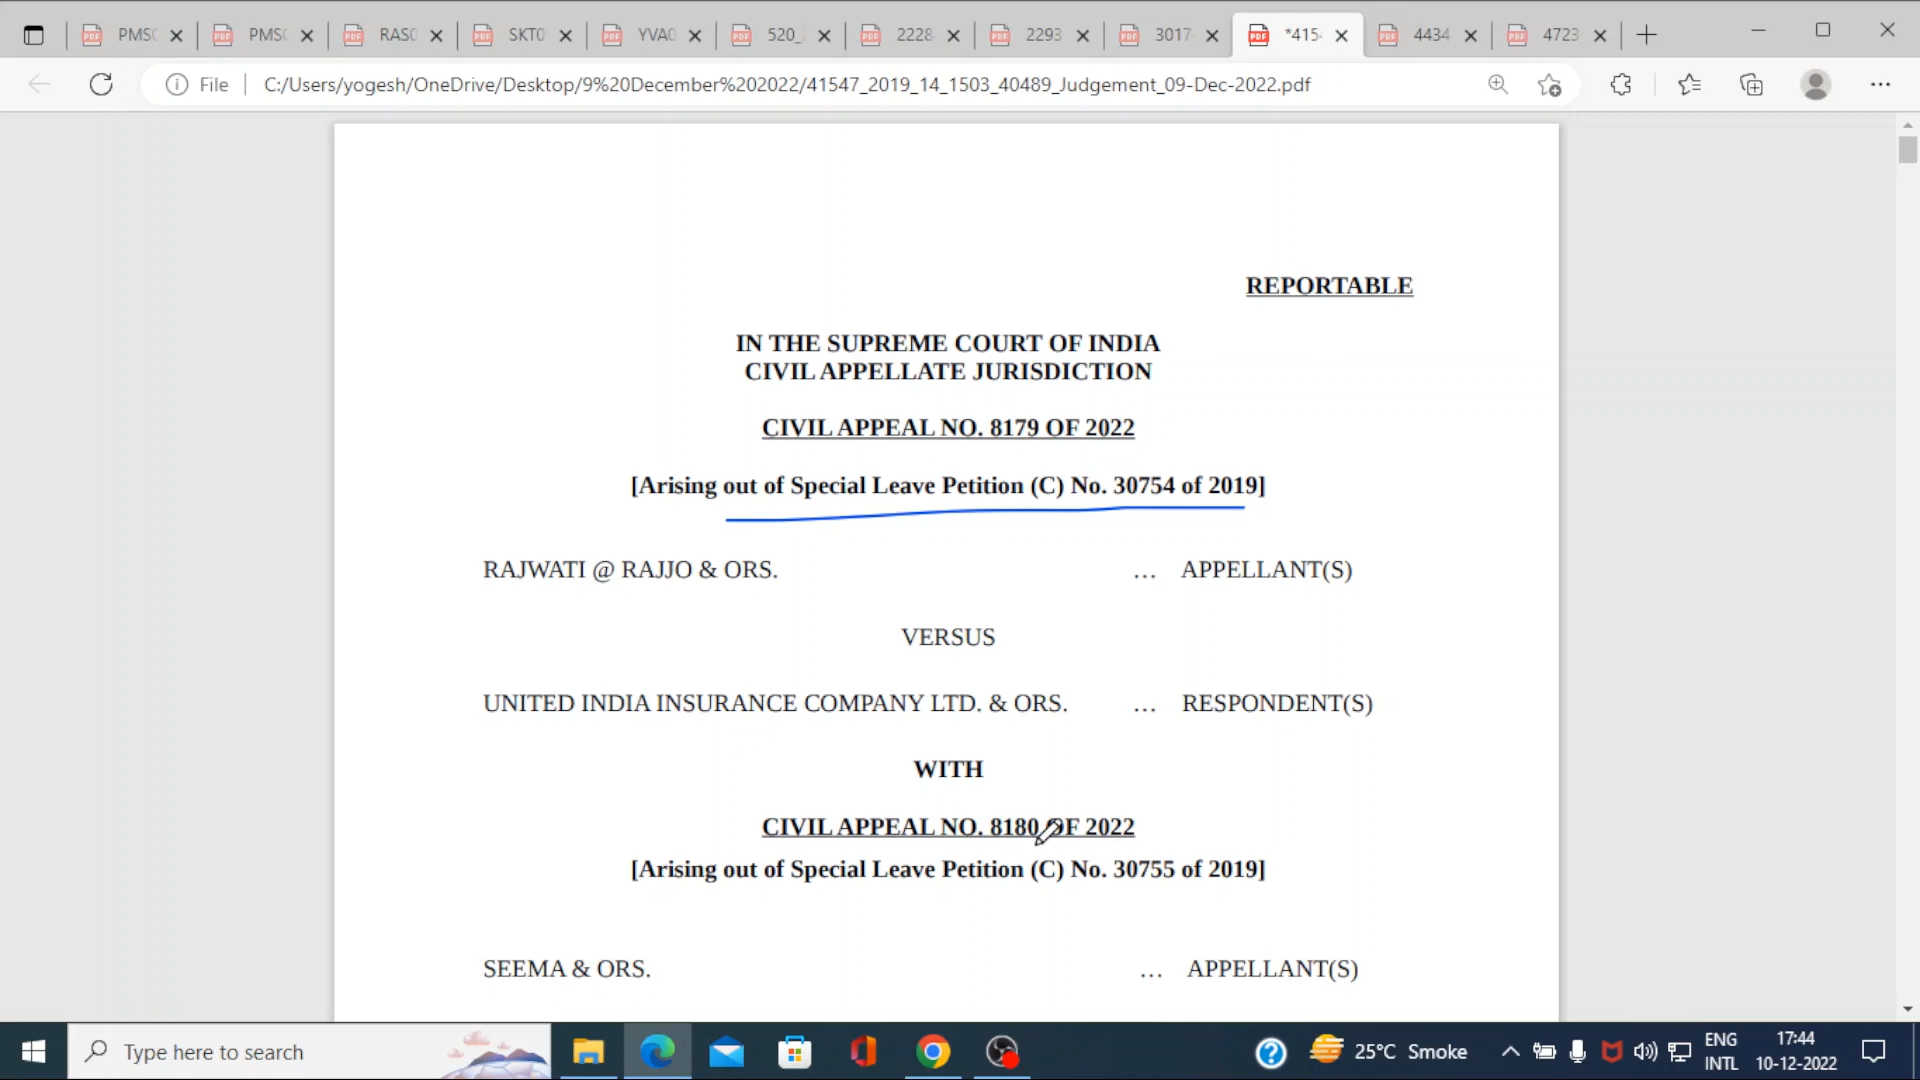 PMSC
PMSC
RASC
SKT0
YVA0
520_
2228
2293
3017
*415
4434
4723
File
C:/Users/yogesh/OneDrive/Desktop/9%20December%202022/41547_2019_14_1503_40489_Judgement_09-Dec-2022.pdf
REPORTABLE
IN THE SUPREME COURT OF INDIA
CIVIL APPELLATE JURISDICTION
CIVIL APPEAL NO. 8179 OF 2022
[Arising out of Special Leave Petition (C) No. 30754 of 2019]
RAJWATI @ RAJJO & ORS. … APPELLANT(S)
VERSUS
UNITED INDIA INSURANCE COMPANY LTD. & ORS. … RESPONDENT(S)
WITH
CIVIL APPEAL NO. 8180 OF 2022
[Arising out of Special Leave Petition (C) No. 30755 of 2019]
SEEMA & ORS. … APPELLANT(S)
Type here to search
25°C Smoke
ENG
INTL
17:44
10-12-2022